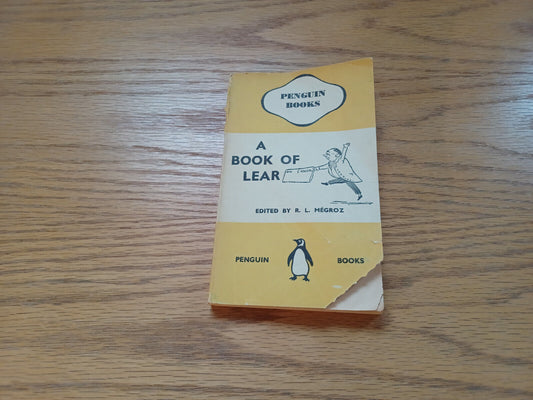 PENGUIN
BOOKS
A
BOOK OF
LEAR
EDITED BY R. L. MÉGROZ
PENGUIN BOOKS